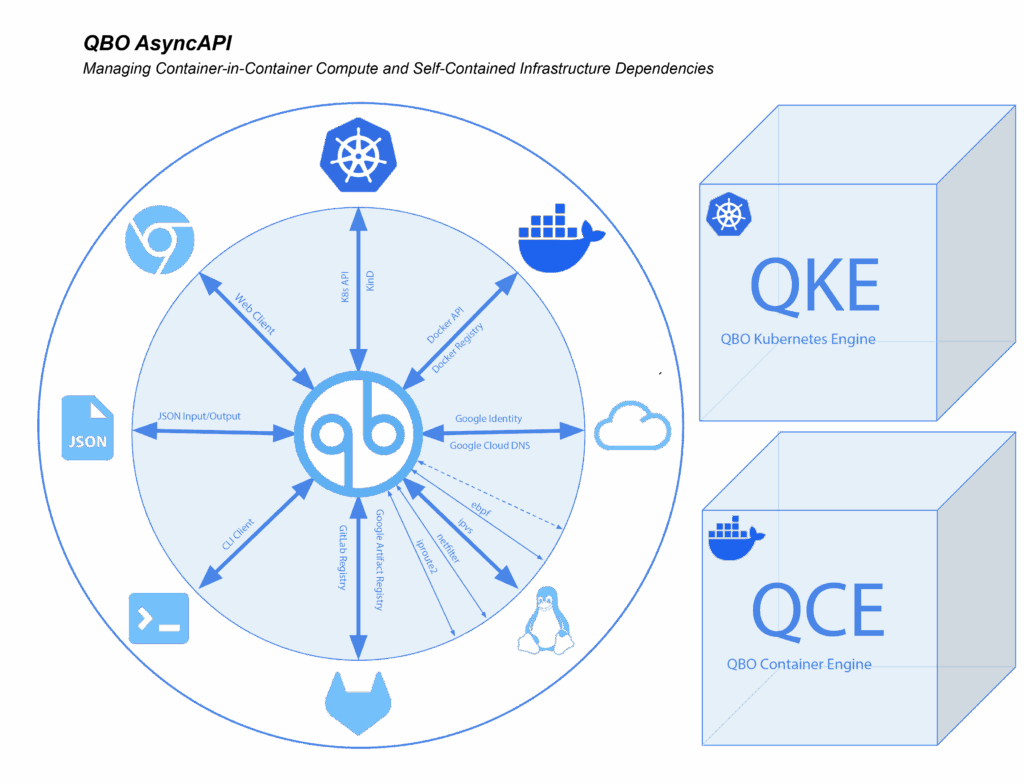 QBO AsyncAPI
Managing Container-in-Container Compute and Self-Contained Infrastructure Dependencies
K8s API
KinD
Web Client
Docker API
Docker Registry
JSON
JSON Input/Output
qb
Google Identity
Google Cloud DNS
CLI Client
GitLab Registry
Google Artifact Registry
iproute2
netfilter
ipvs
ebpf
QKE
QBO Kubernetes Engine
QCE
QBO Container Engine